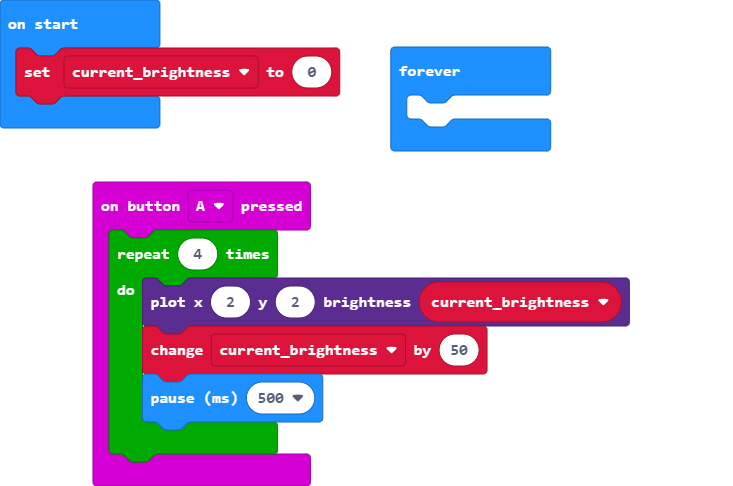 on start
set current_brightness to 0
forever
on button A pressed
repeat 4 times
do
plot x 2 y 2 brightness current_brightness
change current_brightness by 50
pause (ms) 500